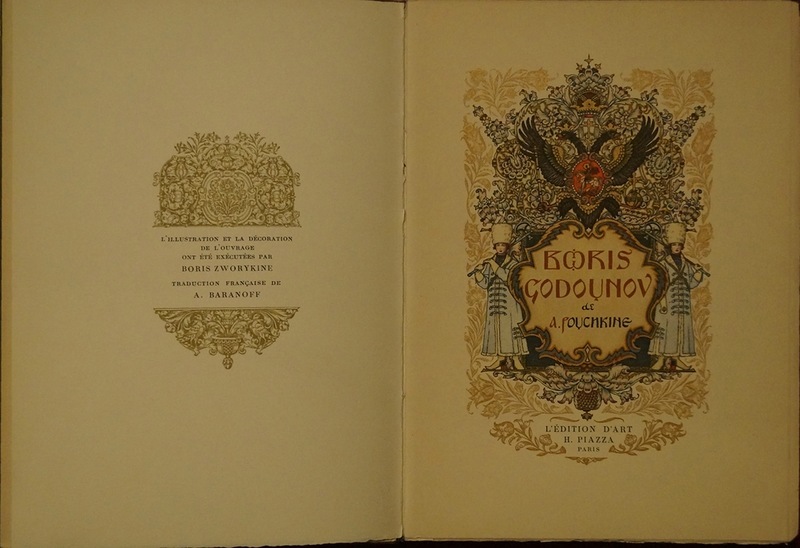 L'ILLUSTRATION ET LA DÉCORATION
DE L'OUVRAGE
ONT ÉTÉ EXÉCUTÉES PAR
BORIS ZWORYKINE
TRADUCTION FRANÇAISE DE
A. BARANOFF
BORIS
GODOUNOV
de
A. POUCHKINE
L'ÉDITION D'ART
H. PIAZZA
PARIS